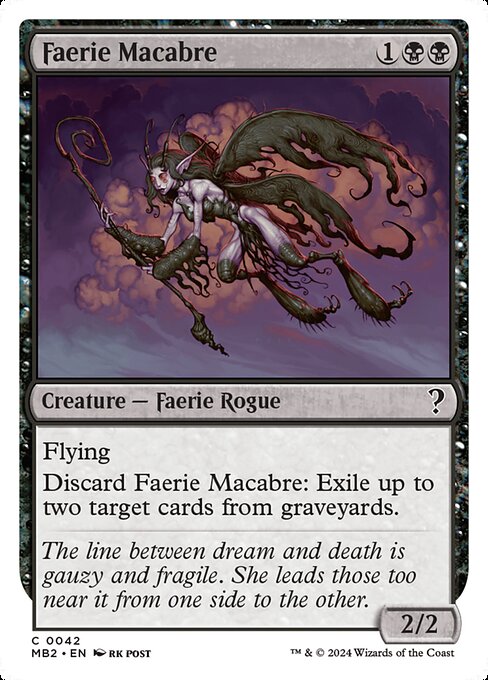 Faerie Macabre 1
Creature — Faerie Rogue ?
Flying
Discard Faerie Macabre: Exile up to
two target cards from graveyards.
The line between dream and death is
gauzy and fragile. She leads those too
near it from one side to the other.
2/2
C 0042
MB2 • EN RK POST ™ & © 2024 Wizards of the Coast